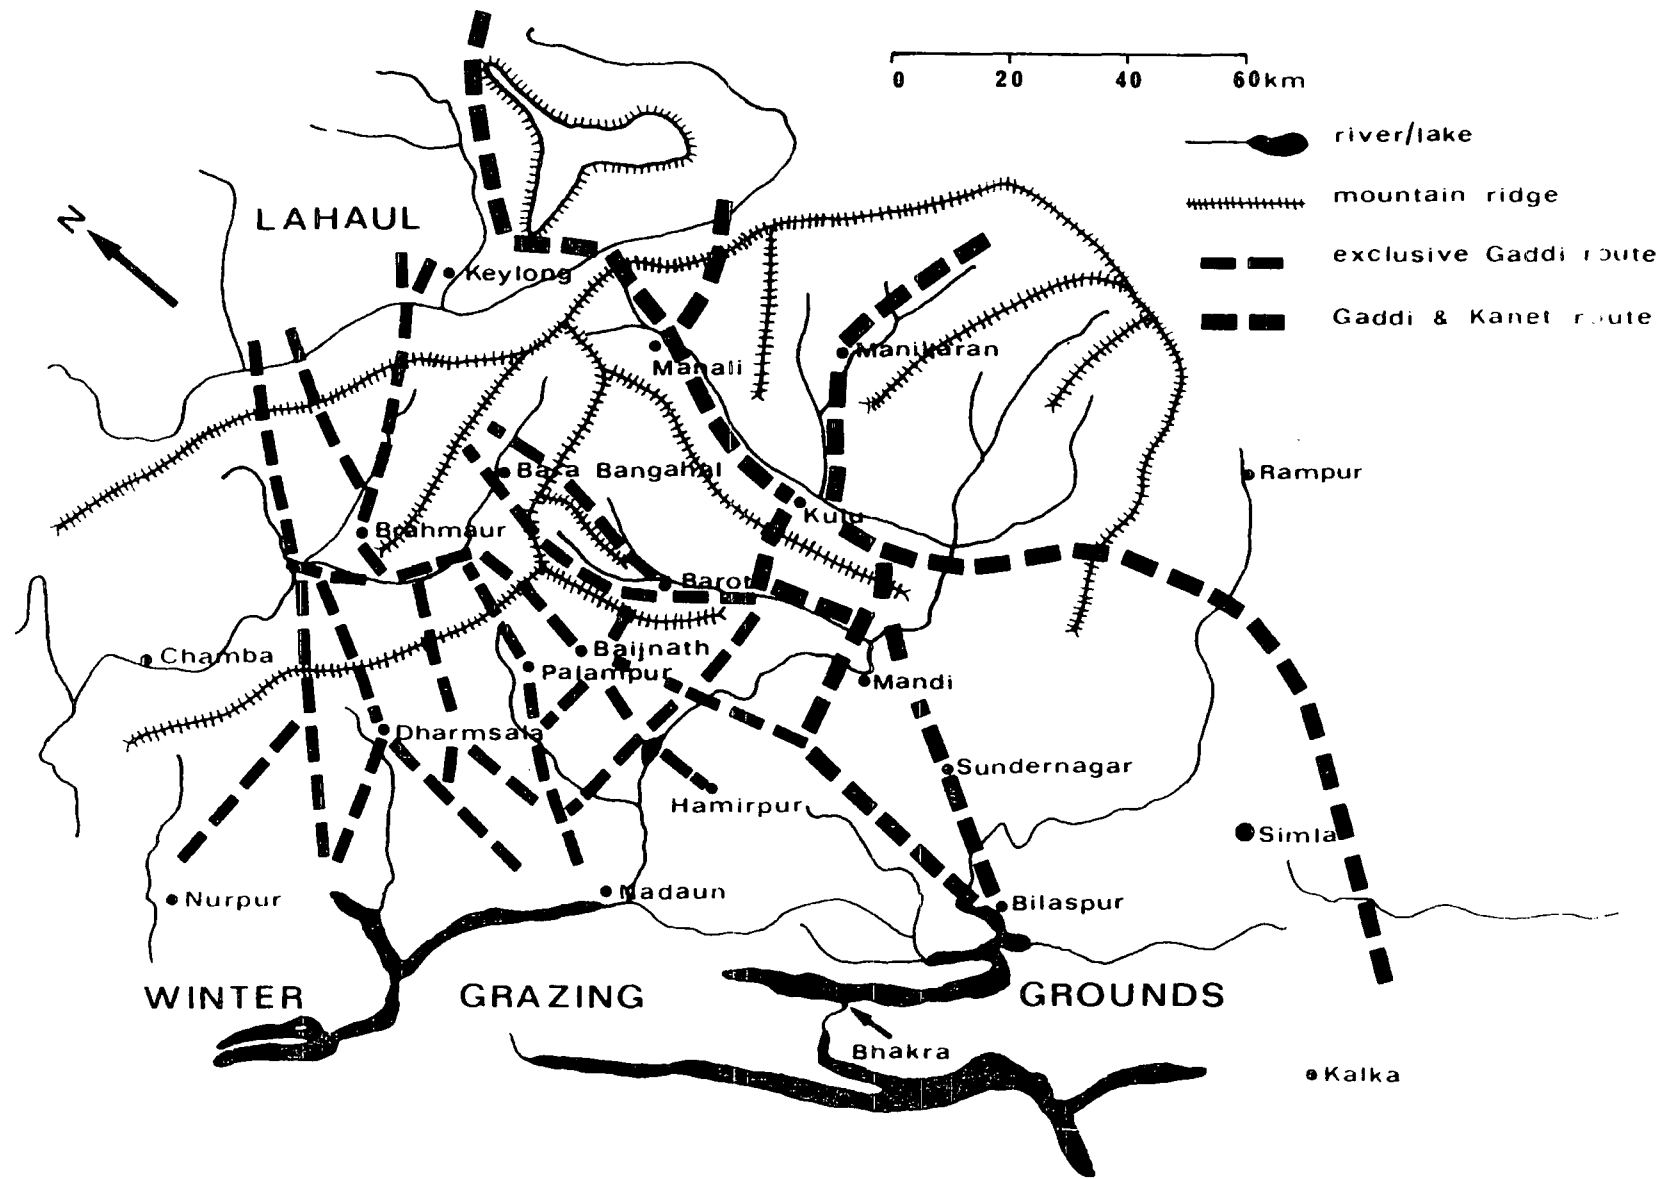 0 20 40 60km
river/lake
mountain ridge
exclusive Gaddi route
Gaddi & Kanet route
N
LAHAUL
Keylong
Manali
Manikaran
Bara Bangahal
Rampur
Kulu
Brahmaur
Barot
Chamba
Baijnath
Palampur
Mandi
Dharmsala
Sundernagar
Hamirpur
Simla
Nurpur
Nadaun
Bilaspur
WINTER GRAZING GROUNDS
Bhakra
Kalka